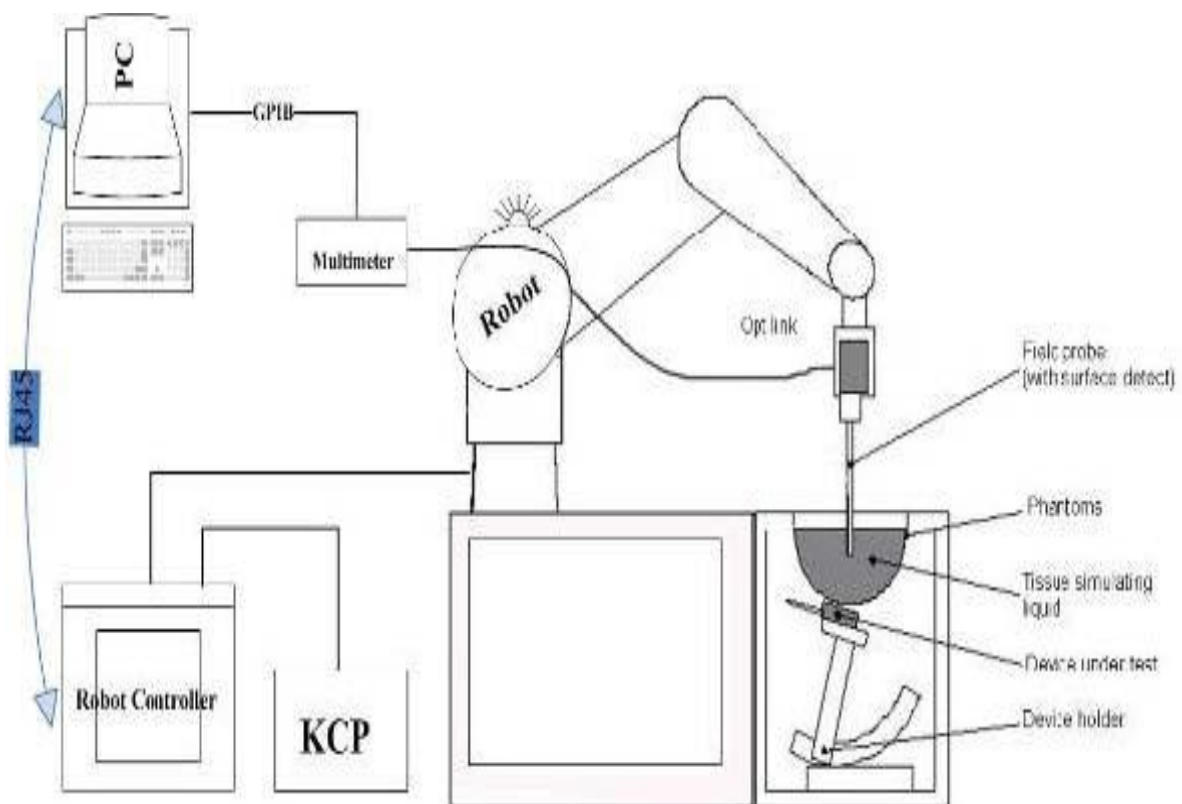 PC
GPIB
Multimeter
Robot
Opt link
Field probe
(with surface detect)
Phantoms
Tissue simulating
liquid
Device under test
Device holder
RJ45
Robot Controller
KCP